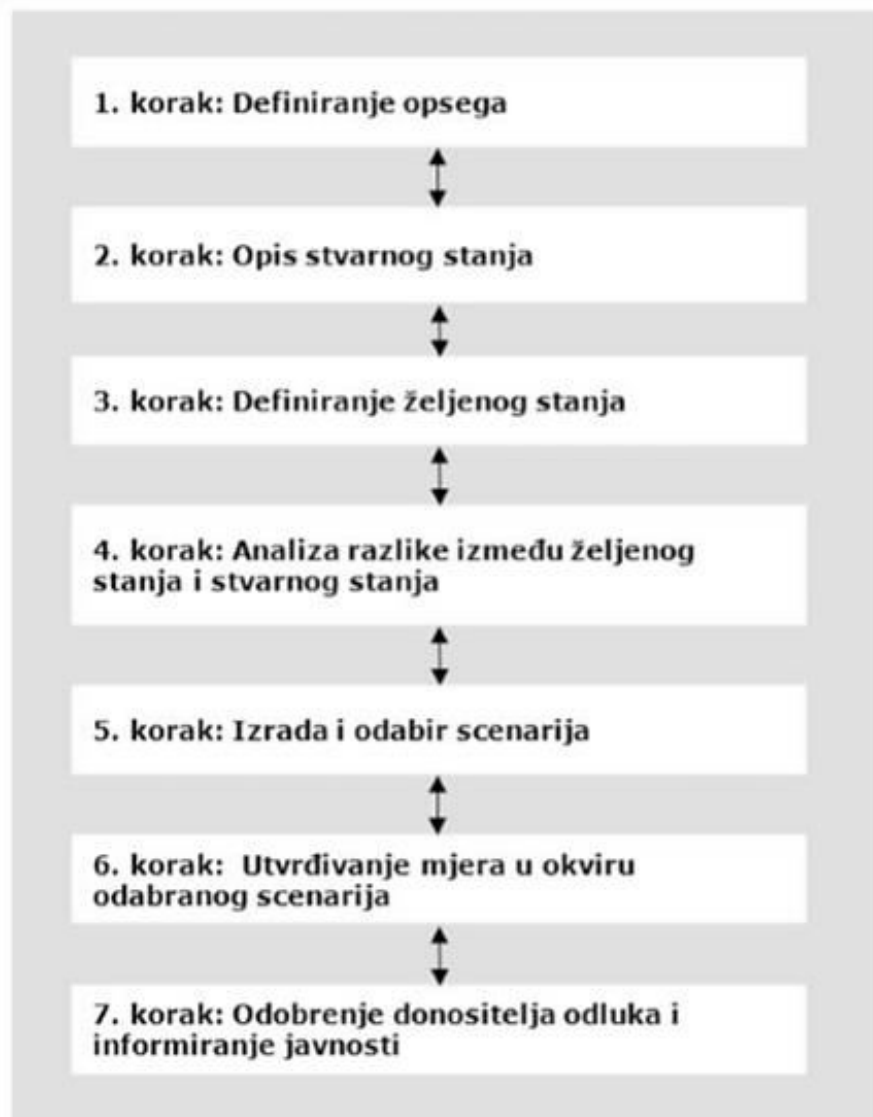 1. korak: Definiranje opsega
2. korak: Opis stvarnog stanja
3. korak: Definiranje željenog stanja
4. korak: Analiza razlike između željenog
stanja i stvarnog stanja
5. korak: Izrada i odabir scenarija
6. korak:  Utvrđivanje mjera u okviru
odabranog scenarija
7. korak: Odobrenje donositelja odluka i
informiranje javnosti